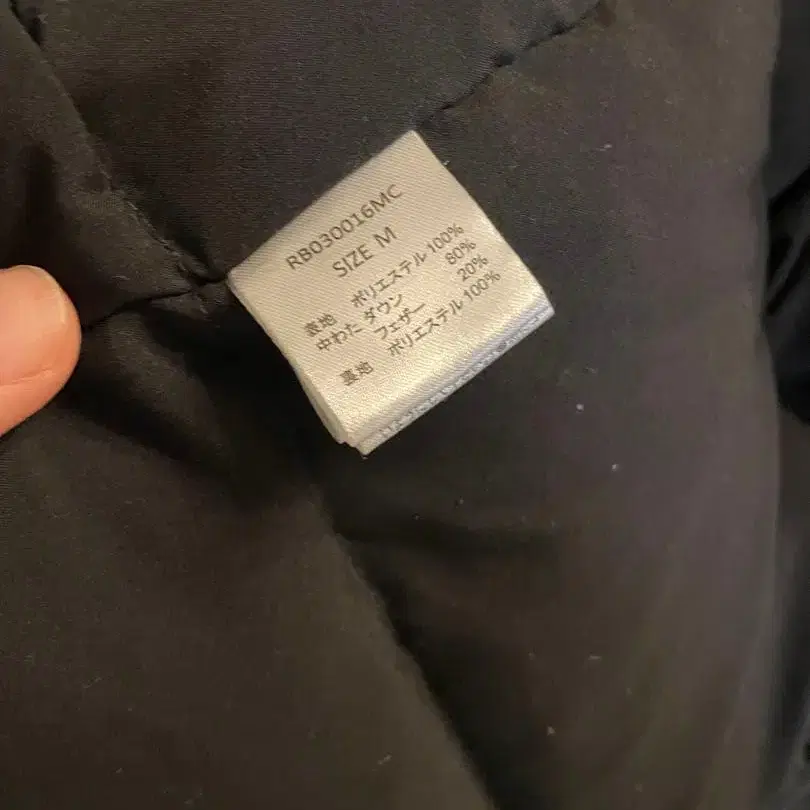 RB030016MC
SIZE M
表地 ポリエステル 100%
中わた ダウン 80%
フェザー 20%
裏地 ポリエステル 100%